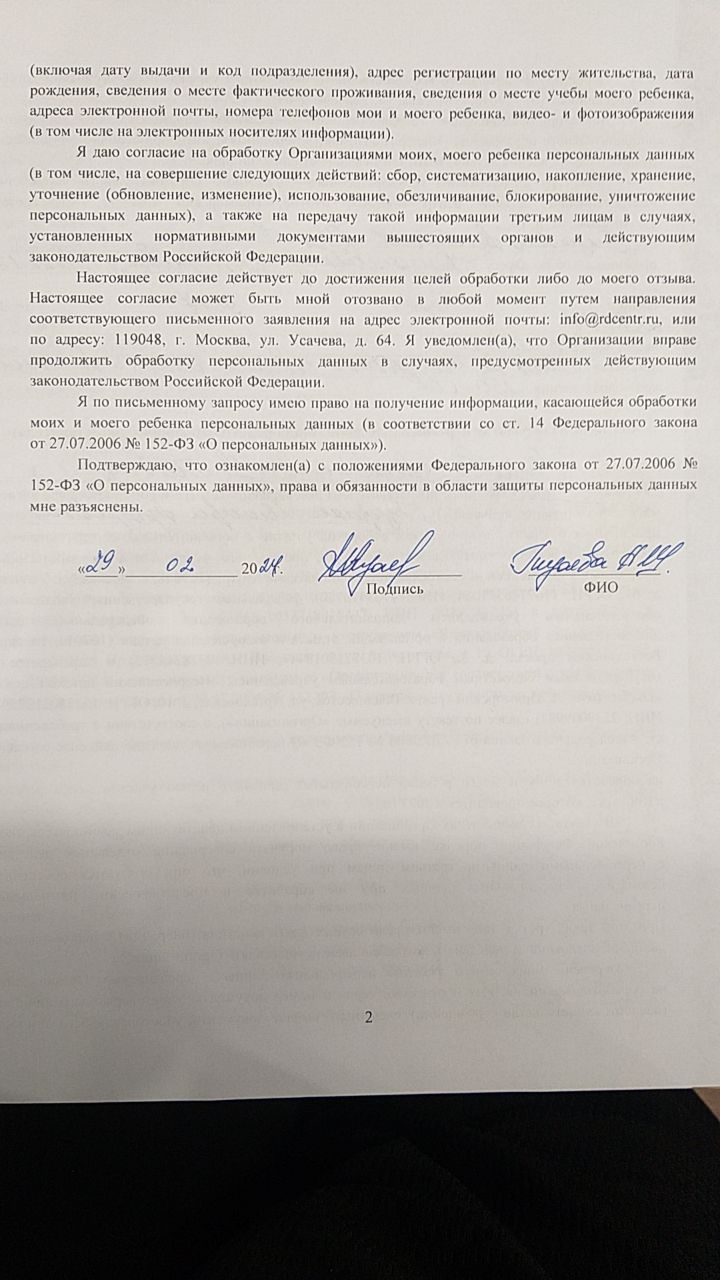 (включая дату выдачи и код подразделения), адрес регистрации по месту жительства, дата
рождения, сведения о месте фактического проживания, сведения о месте учебы моего ребенка,
адреса электронной почты, номера телефонов мои и моего ребенка, видео- и фотоизображения
(в том числе на электронных носителях информации).
Я даю согласие на обработку Организациями моих, моего ребенка персональных данных
(в том числе, на совершение следующих действий: сбор, систематизацию, накопление, хранение,
уточнение (обновление, изменение), использование, обезличивание, блокирование, уничтожение
персональных данных), а также на передачу такой информации третьим лицам в случаях,
установленных нормативными документами вышестоящих органов и действующим
законодательством Российской Федерации.
Настоящее согласие действует до достижения целей обработки либо до моего отзыва.
Настоящее согласие может быть мной отозвано в любой момент путем направления
соответствующего письменного заявления на адрес электронной почты: info@rdcentr.ru, или
по адресу: 119048, г. Москва, ул. Усачева, д. 64. Я уведомлен(а), что Организации вправе
продолжить обработку персональных данных в случаях, предусмотренных действующим
законодательством Российской Федерации.
Я по письменному запросу имею право на получение информации, касающейся обработки
моих и моего ребенка персональных данных (в соответствии со ст. 14 Федерального закона
от 27.07.2006 № 152-ФЗ «О персональных данных»).
Подтверждаю, что ознакомлен(а) с положениями Федерального закона от 27.07.2006 №
152-ФЗ «О персональных данных», права и обязанности в области защиты персональных данных
мне разъяснены.
«29» 02 2024.
Подпись ФИО
2